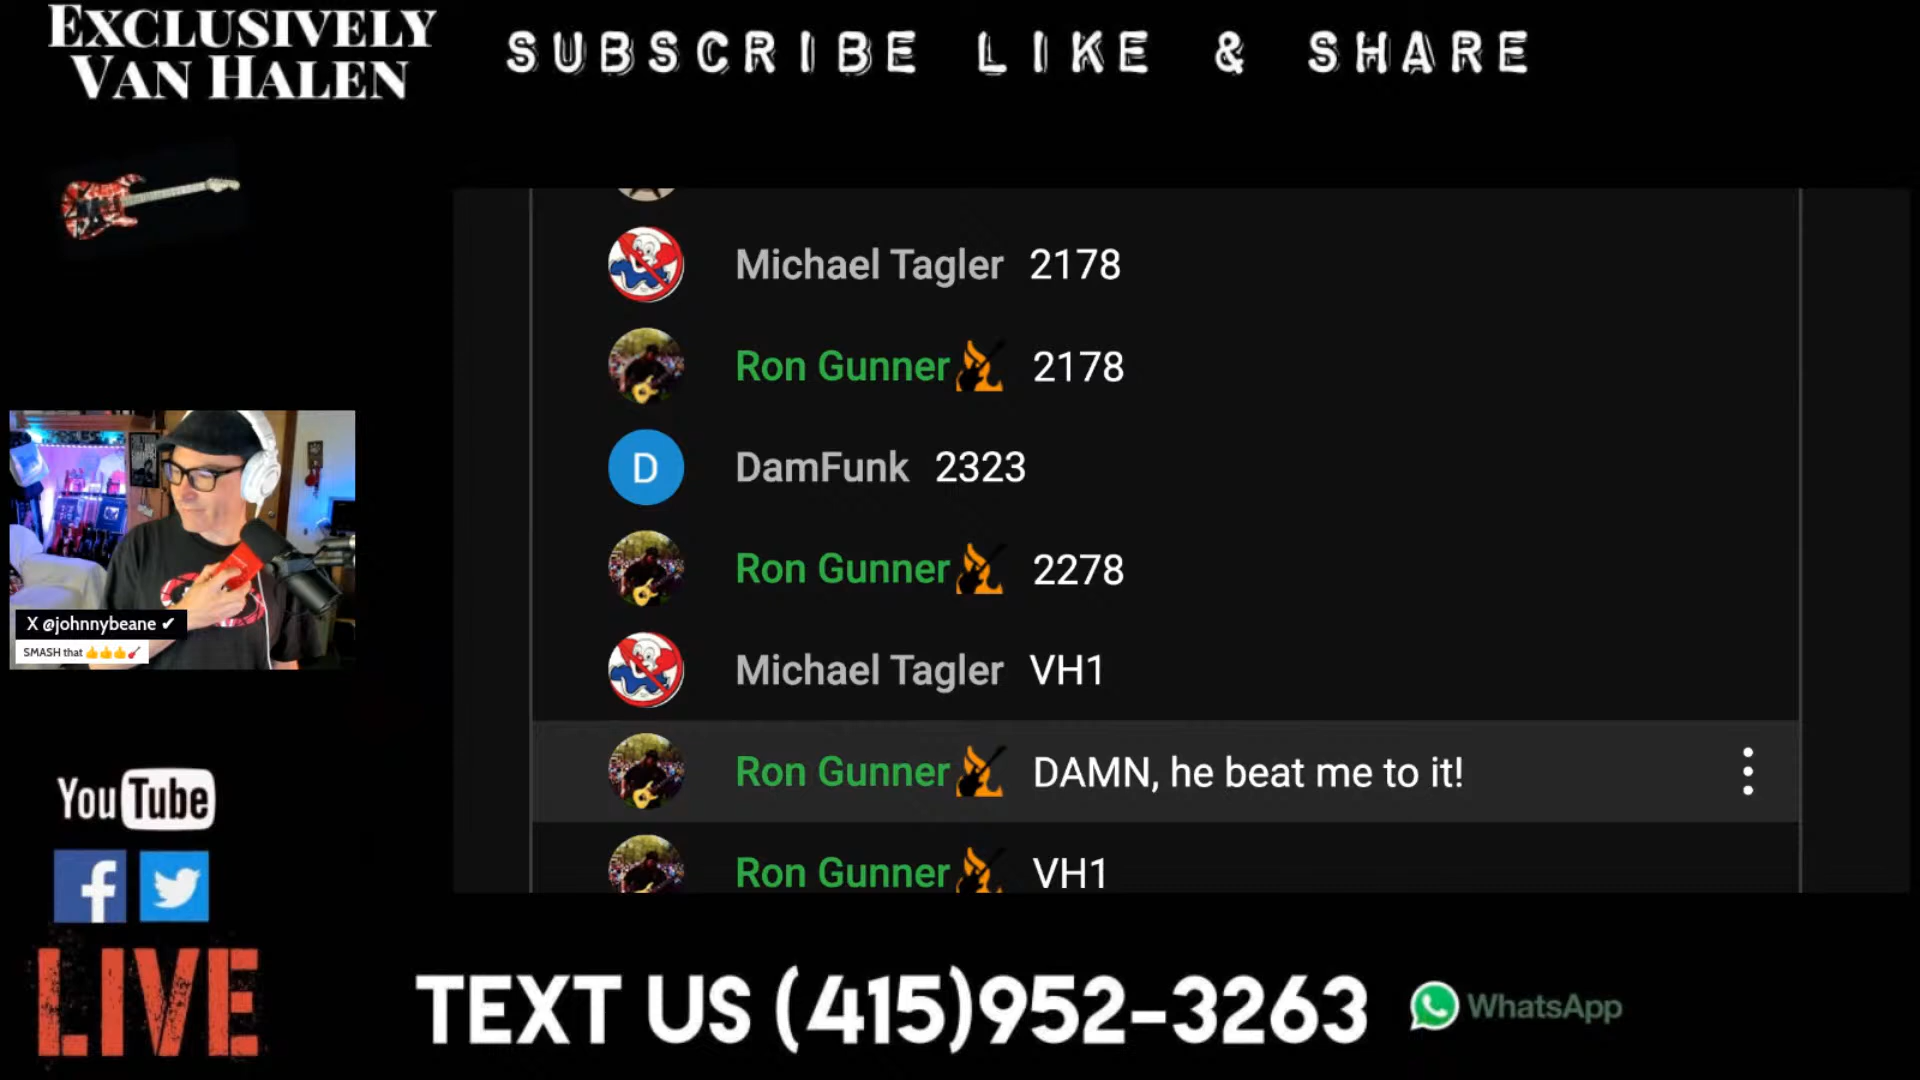 EXCLUSIVELY
VAN HALEN
SUBSCRIBE LIKE & SHARE
Michael Tagler 2178
Ron Gunner 2178
D DamFunk 2323
Ron Gunner 2278
Michael Tagler VH1
Ron Gunner DAMN, he beat me to it!
Ron Gunner VH1
X @johnnybeane ✔
SMASH that 👍👍👍🎸
YouTube
f
LIVE
TEXT US (415)952-3263
WhatsApp